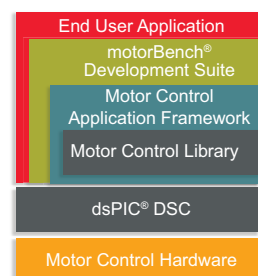 End User Application
motorBench®
Development Suite
Motor Control
Application Framework
Motor Control Library
dsPIC® DSC
Motor Control Hardware